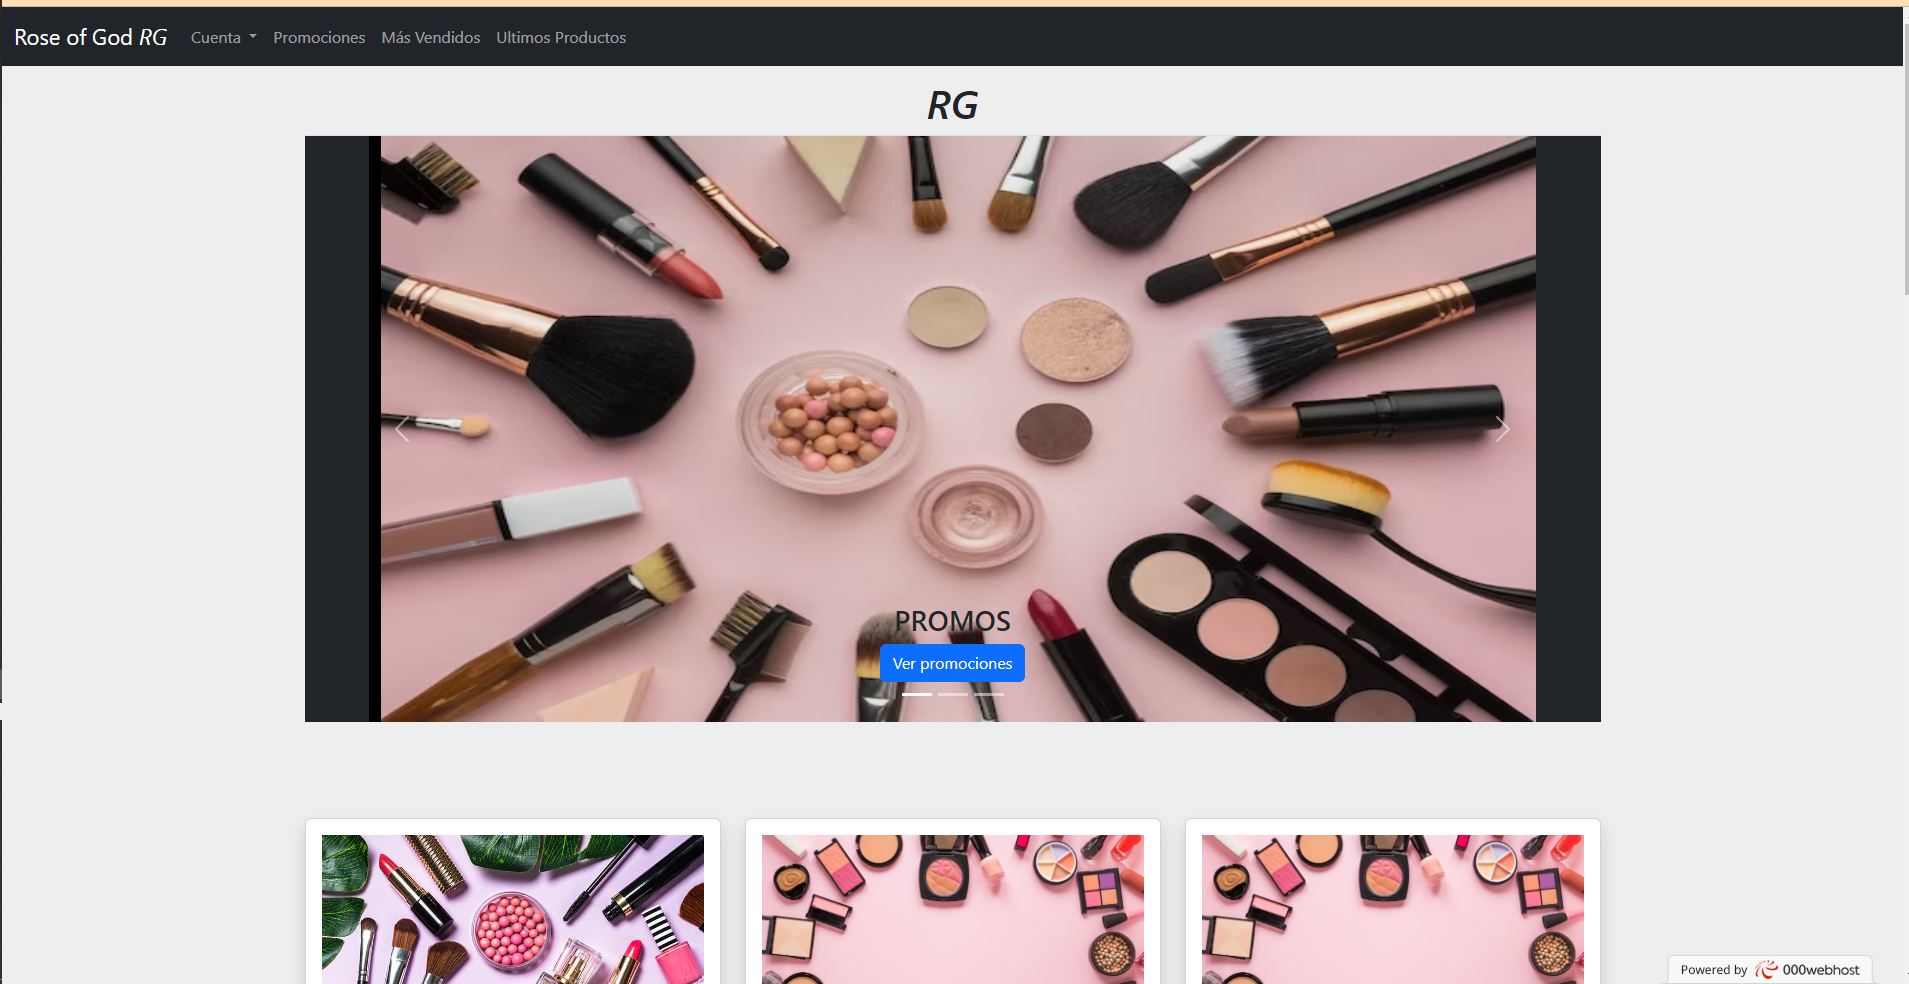 Rose of God RG Cuenta Promociones Más Vendidos Ultimos Productos
RG
PROMOS
Ver promociones
Powered by 000webhost